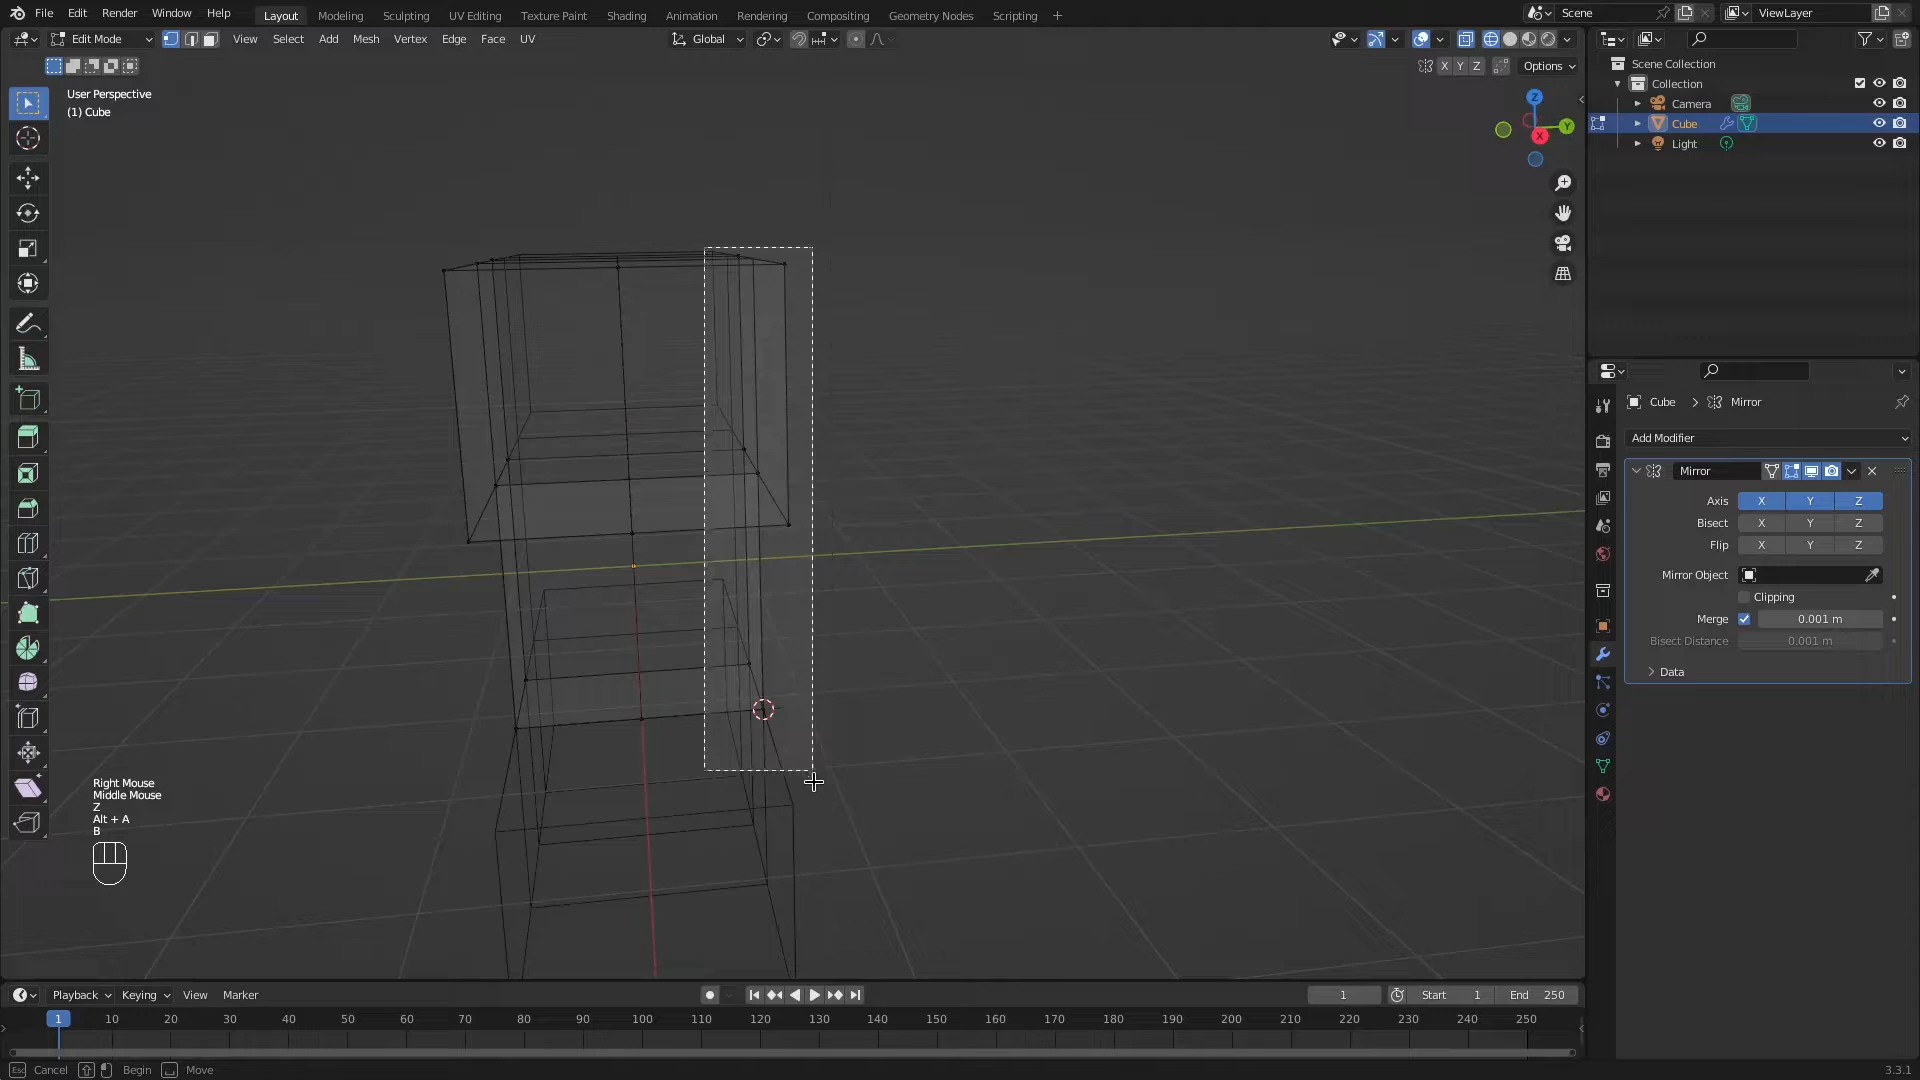 File Edit Render Window Help Layout Modeling Sculpting UV Editing Texture Paint Shading Animation Rendering Compositing Geometry Nodes Scripting + Scene ViewLayer
Edit Mode View Select Add Mesh Vertex Edge Face UV Global
X Y Z Options
User Perspective
(1) Cube
Z
Y
X
Scene Collection
Collection
Camera
Cube
Light
Cube > Mirror
Add Modifier
Mirror
Axis X Y Z
Bisect X Y Z
Flip X Y Z
Mirror Object
Clipping
Merge 0.001 m
Bisect Distance 0.001 m
Data
Right Mouse
Middle Mouse
Z
Alt + A
B
Playback Keying View Marker 1 Start 1 End 250
1 10 20 30 40 50 60 70 80 90 100 110 120 130 140 150 160 170 180 190 200 210 220 230 240 250
Esc Cancel Begin Move 3.3.1